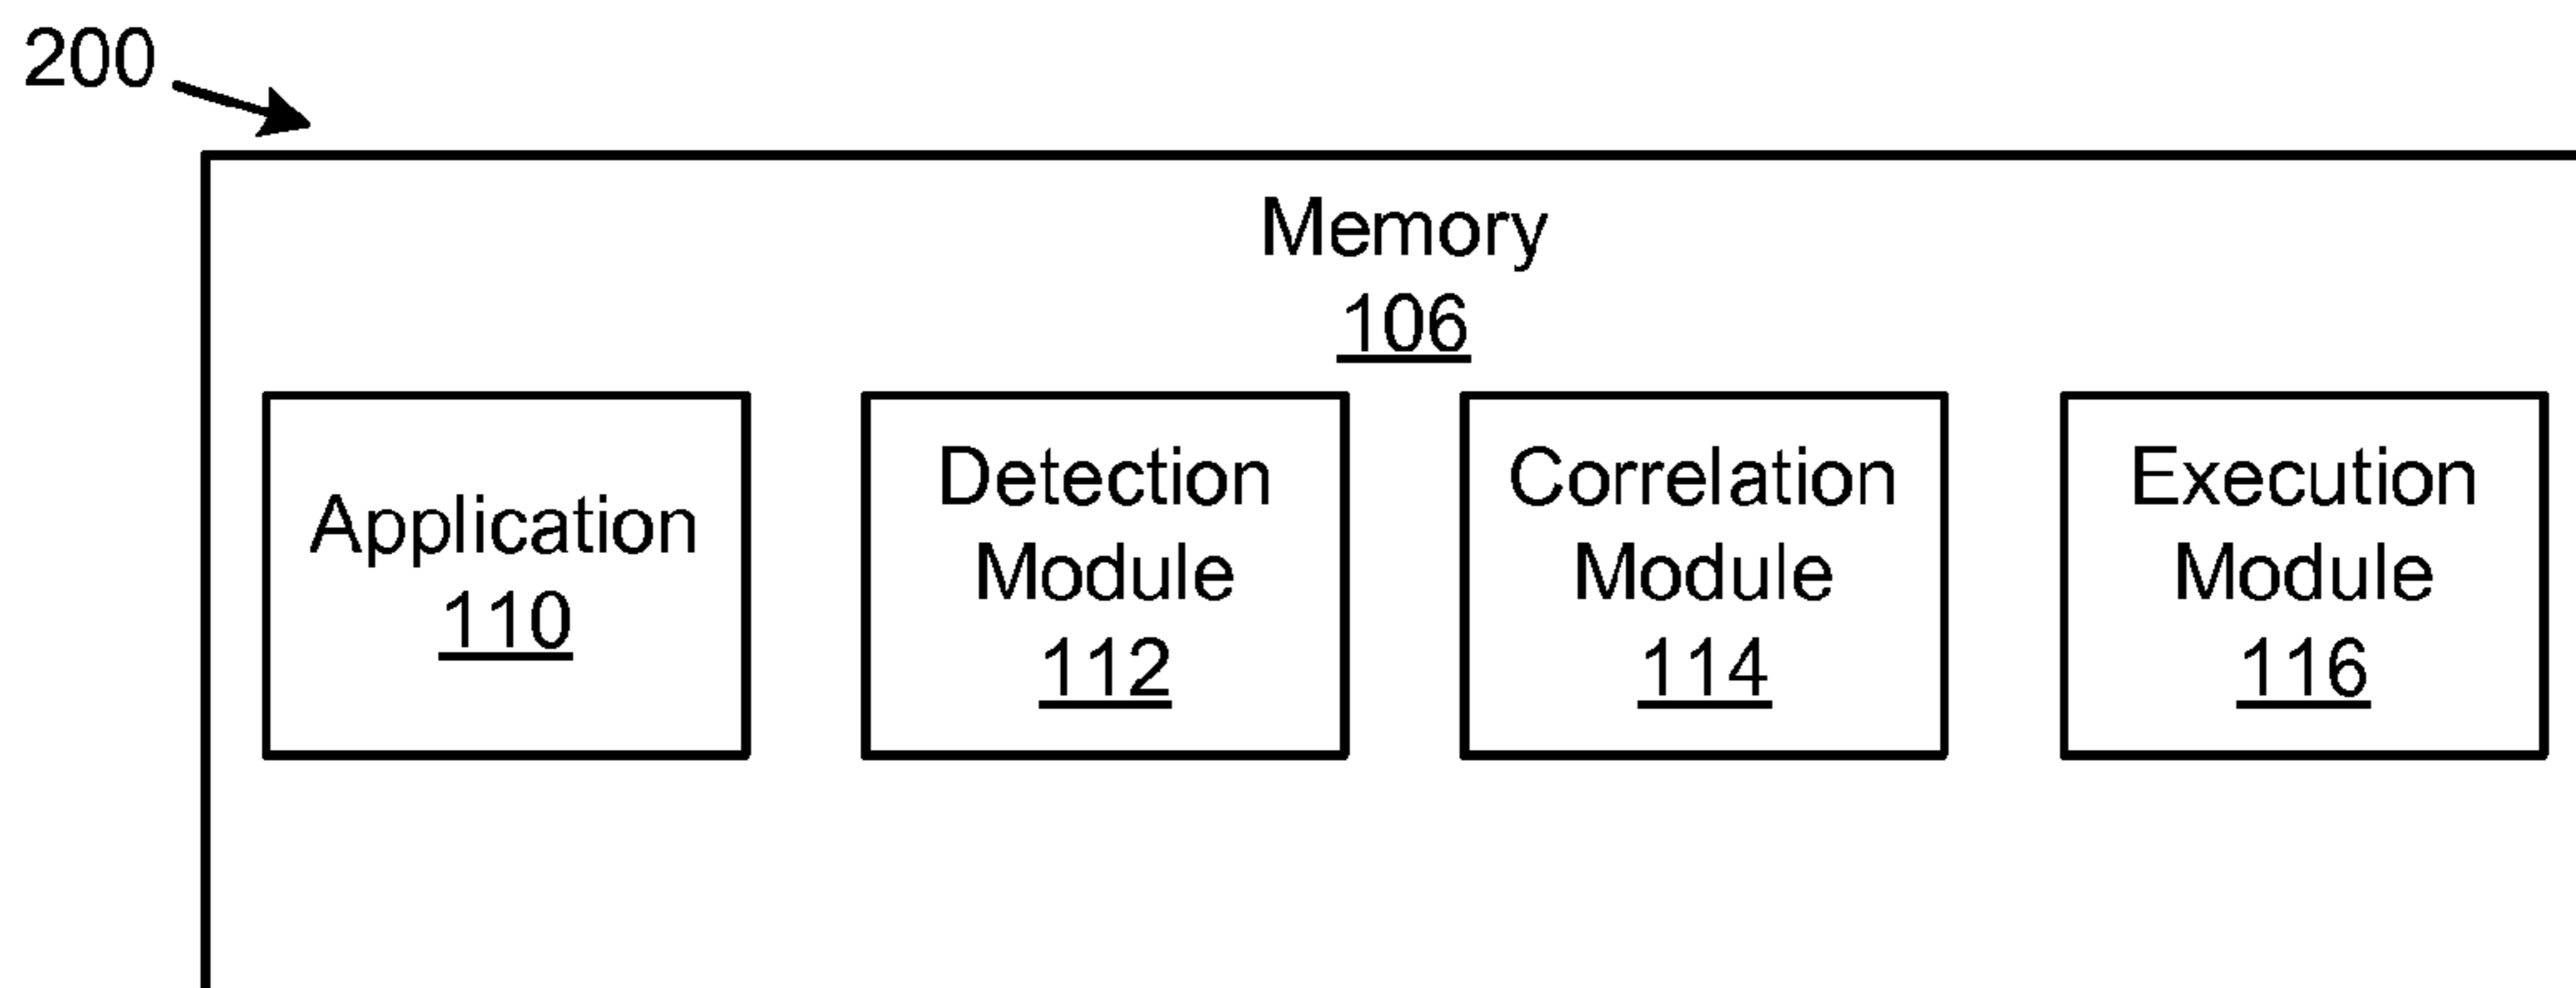 200
Memory
106
Application
110
Detection
Module
112
Correlation
Module
114
Execution
Module
116